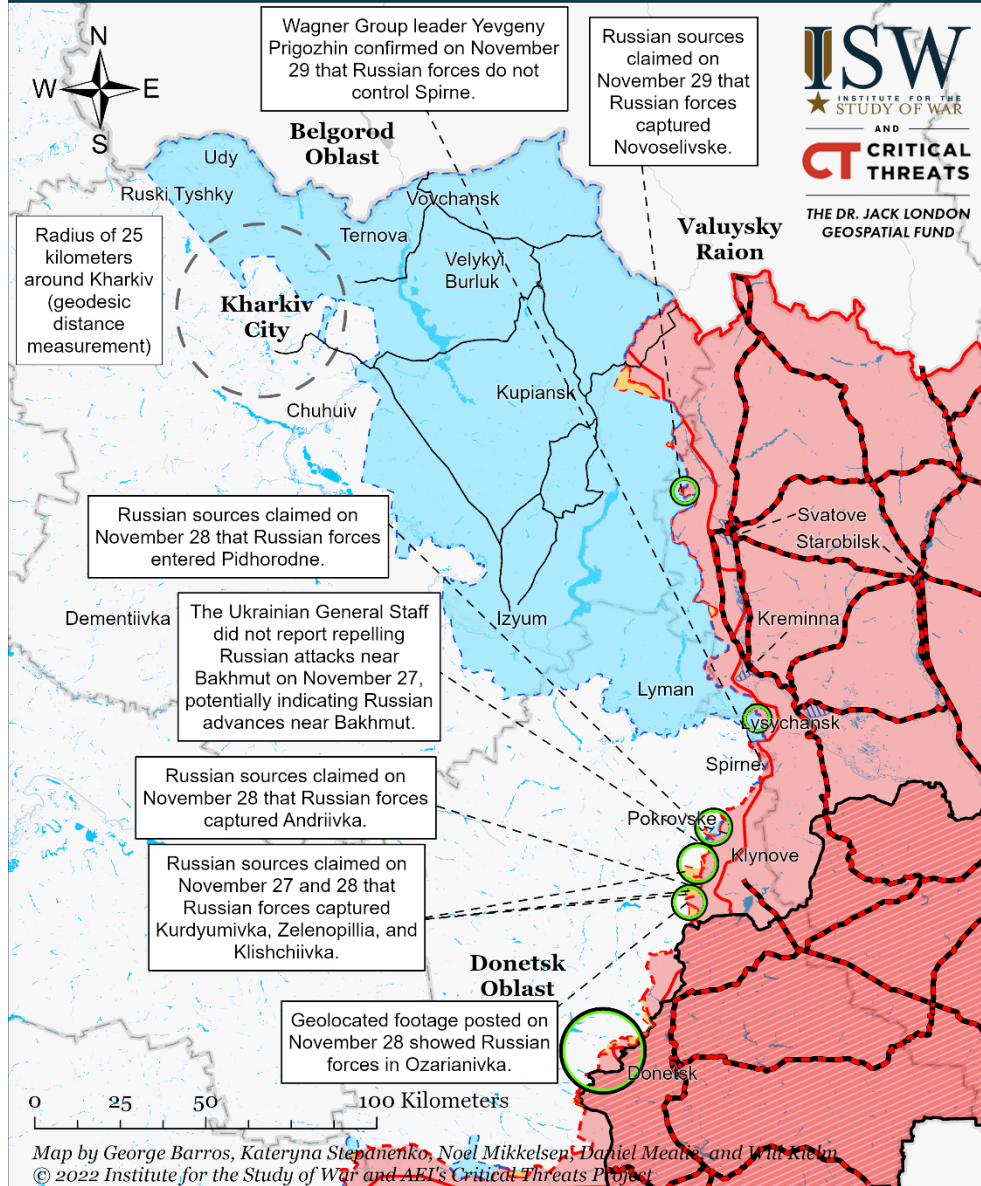 N
W
E
S
Wagner Group leader Yevgeny
Prigozhin confirmed on November
29 that Russian forces do not
control Spirne.
Russian sources
claimed on
November 29 that
Russian forces
captured
Novoselivske.
ISW
INSTITUTE FOR THE
STUDY OF WAR
AND
CT CRITICAL
THREATS
THE DR. JACK LONDON
GEOSPATIAL FUND
Belgorod
Oblast
Udy
Ruski Tyshky
Vovchansk
Ternova
Velykyi
Burluk
Valuysky
Raion
Radius of 25
kilometers
around Kharkiv
(geodesic
distance
measurement)
Kharkiv
City
Kupiansk
Chuhuiv
Russian sources claimed on
November 28 that Russian forces
entered Pidhorodne.
Svatove
Starobilsk
Dementiivka
The Ukrainian General Staff
did not report repelling
Russian attacks near
Bakhmut on November 27,
potentially indicating Russian
advances near Bakhmut.
Izyum
Kreminna
Lyman
Lysychansk
Spirne
Russian sources claimed on
November 28 that Russian forces
captured Andriivka.
Pokrovske
Klynove
Russian sources claimed on
November 27 and 28 that
Russian forces captured
Kurdyumivka, Zelenopillia, and
Klishchiivka.
Donetsk
Oblast
Geolocated footage posted on
November 28 showed Russian
forces in Ozarianivka.
Donetsk
0 25 50 100 Kilometers
Map by George Barros, Kateryna Stepanenko, Noel Mikkelsen, Daniel Mealie, and Will Kielm
© 2022 Institute for the Study of War and AEI's Critical Threats Project